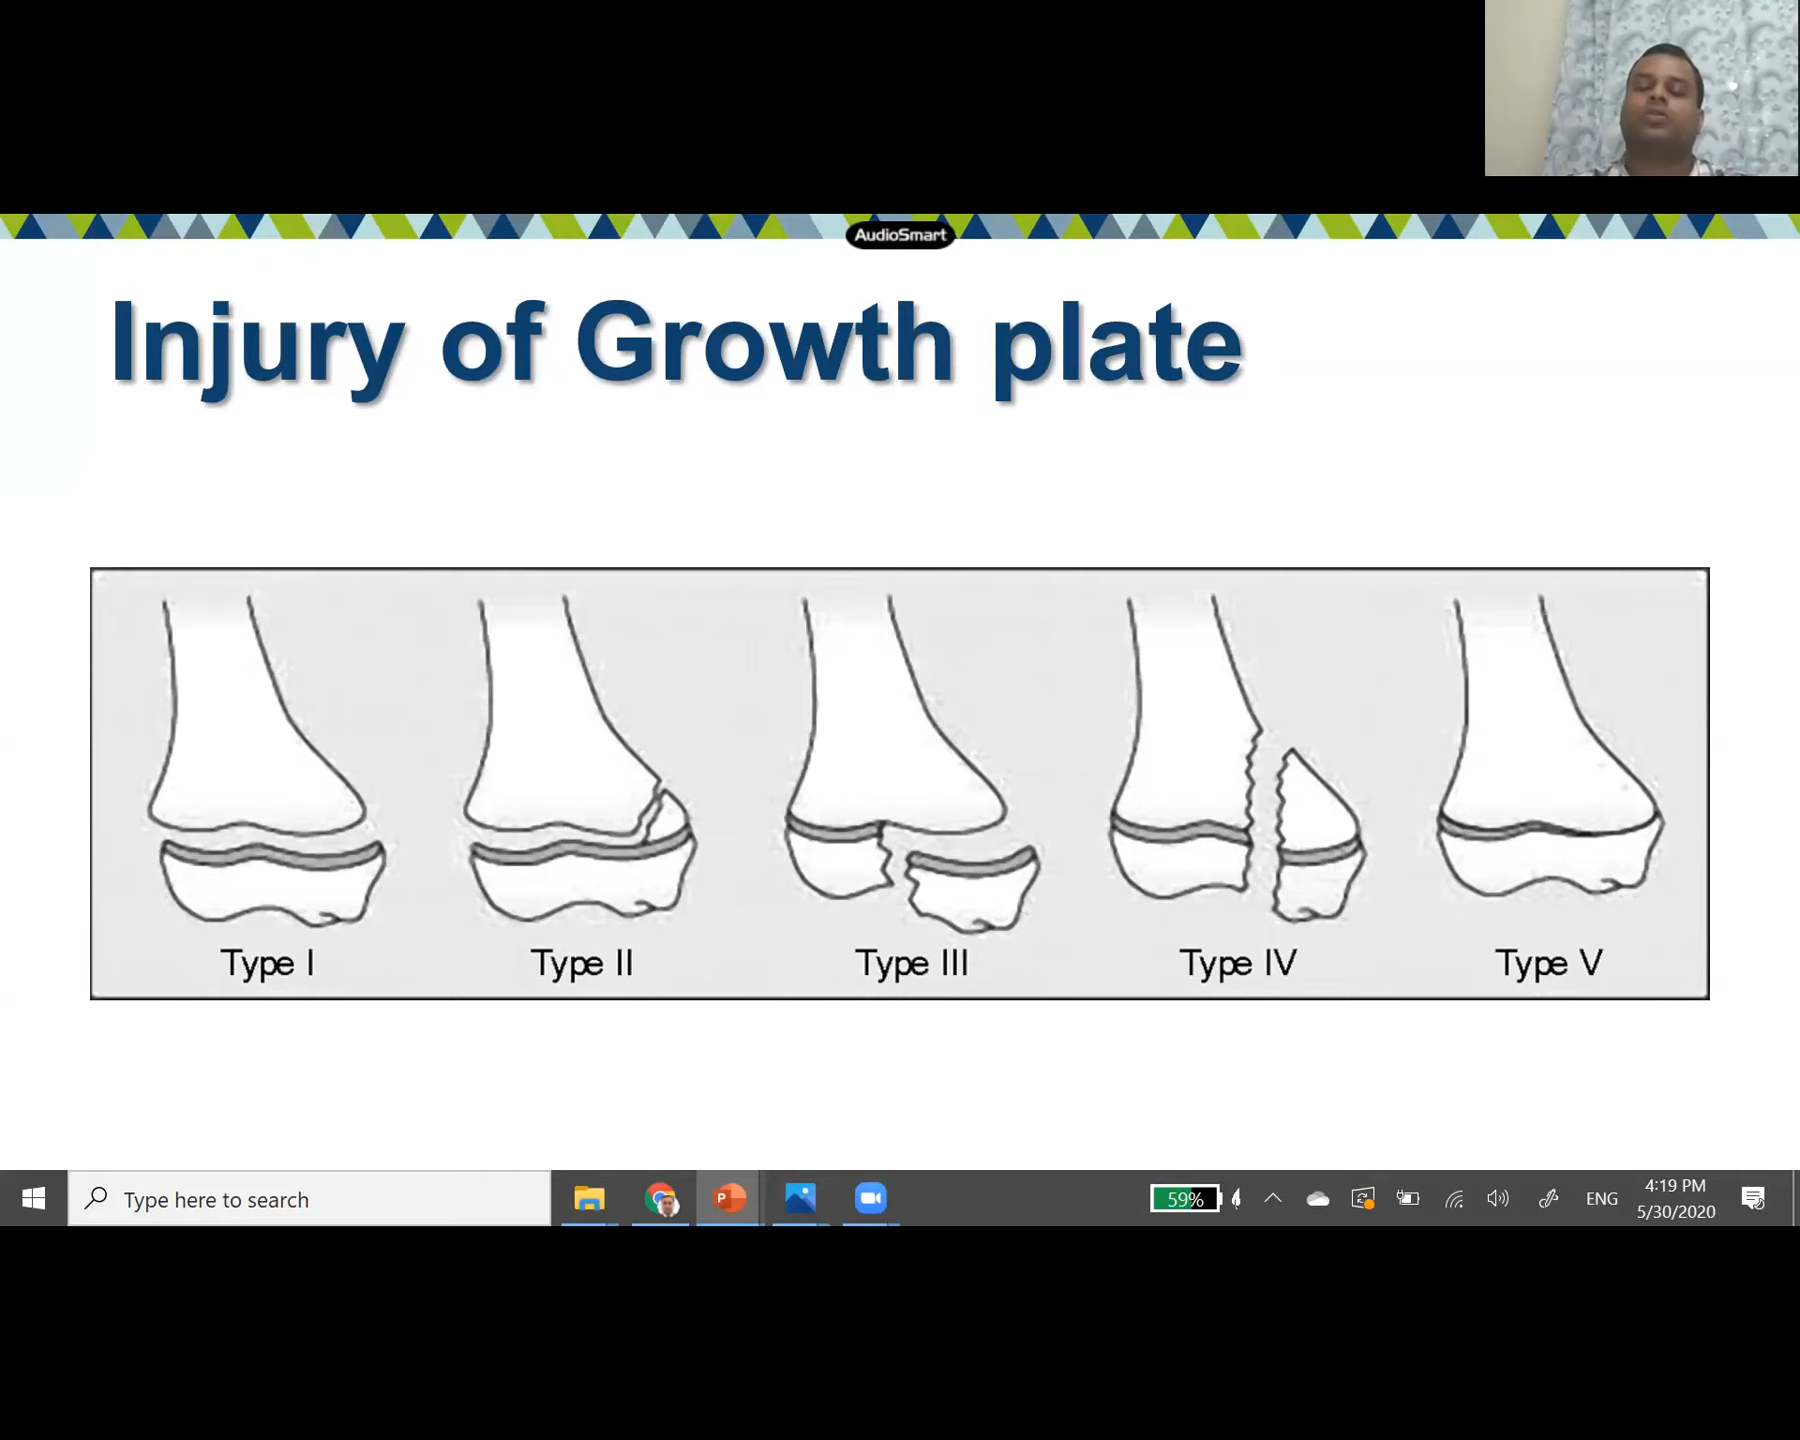 AudioSmart
Injury of Growth plate
Type I
Type II
Type III
Type IV
Type V
Type here to search
59%
ENG
4:19 PM
5/30/2020